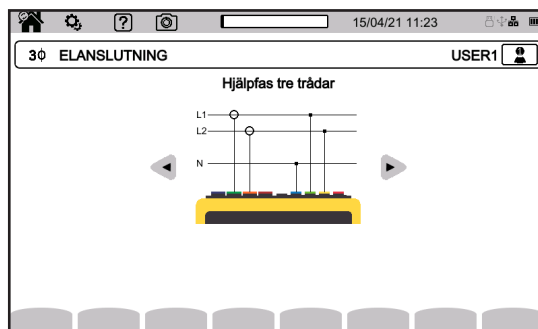 ?
15/04/21 11:23
3Φ ELANSLUTNING
USER1
Hjälpfas tre trådar
L1
L2
N